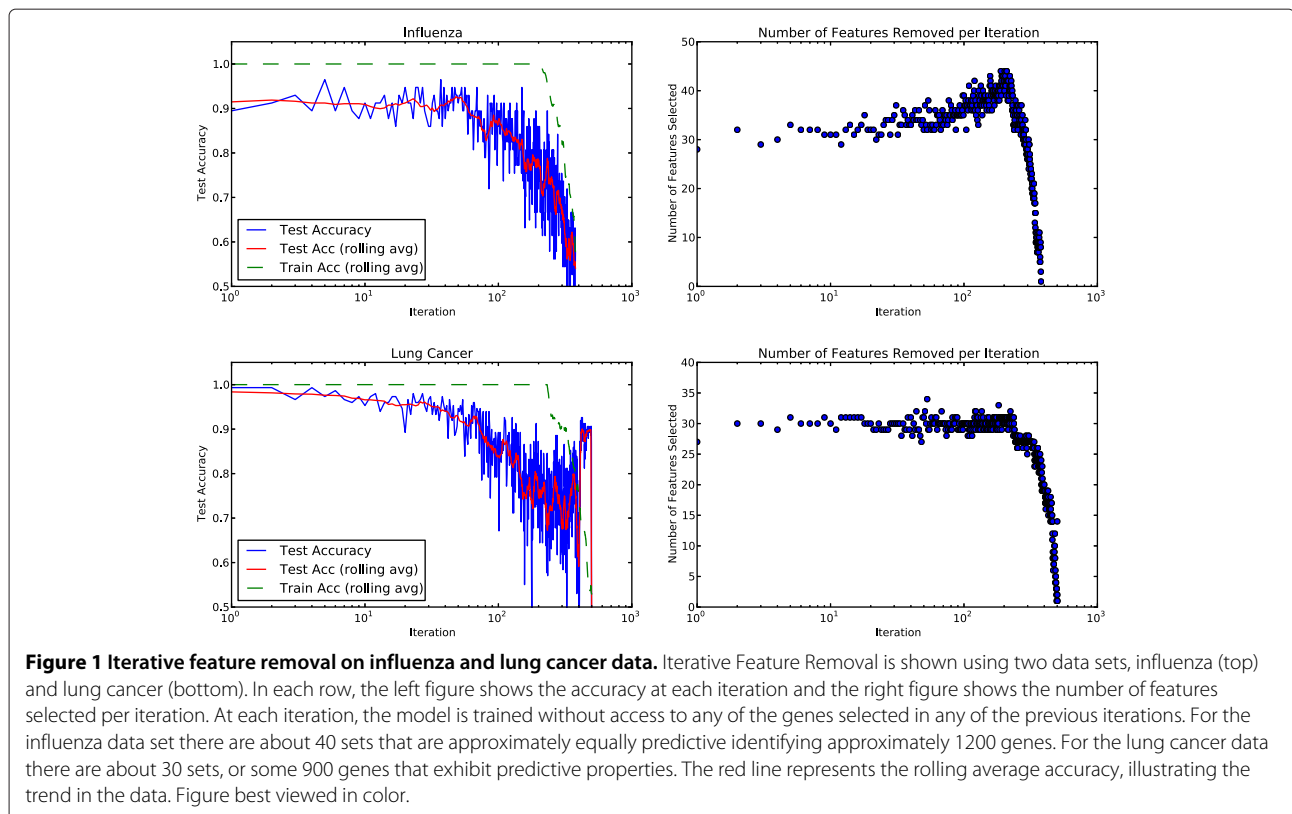 Influenza
1.0
0.9
0.8
0.7
0.6
0.5
Test Accuracy
Test Accuracy
Test Acc (rolling avg)
Train Acc (rolling avg)
10^0
10^1
10^2
10^3
Iteration
Number of Features Removed per Iteration
50
40
30
20
10
0
Number of Features Selected
10^0
10^1
10^2
10^3
Iteration
Lung Cancer
1.0
0.9
0.8
0.7
0.6
0.5
Test Accuracy
Test Accuracy
Test Acc (rolling avg)
Train Acc (rolling avg)
10^0
10^1
10^2
10^3
Iteration
Number of Features Removed per Iteration
40
35
30
25
20
15
10
5
0
Number of Features Selected
10^0
10^1
10^2
10^3
Iteration
Figure 1 Iterative feature removal on influenza and lung cancer data. Iterative Feature Removal is shown using two data sets, influenza (top)
and lung cancer (bottom). In each row, the left figure shows the accuracy at each iteration and the right figure shows the number of features
selected per iteration. At each iteration, the model is trained without access to any of the genes selected in any of the previous iterations. For the
influenza data set there are about 40 sets that are approximately equally predictive identifying approximately 1200 genes. For the lung cancer data
there are about 30 sets, or some 900 genes that exhibit predictive properties. The red line represents the rolling average accuracy, illustrating the
trend in the data. Figure best viewed in color.